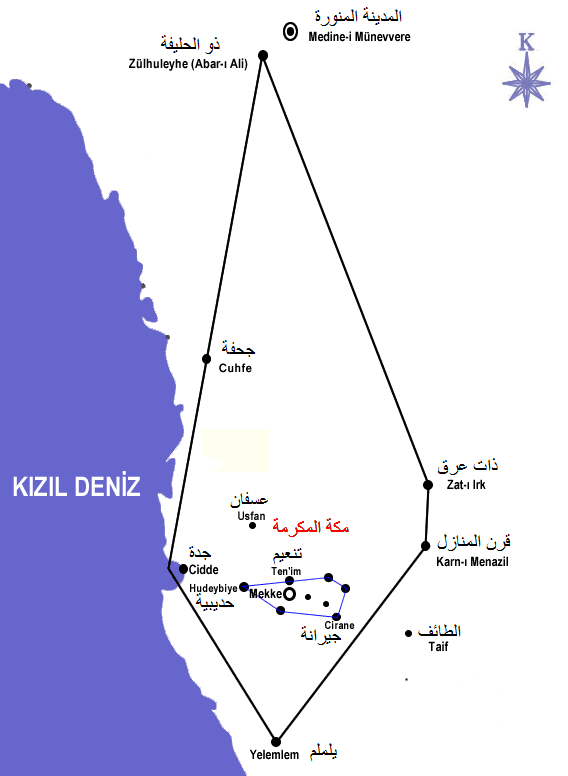 المدينة المنورة
Medine-i Münevvere
K
ذو الحليفة
Zülhuleyhe (Abar-ı Ali)
جحفة
Cuhfe
ذات عرق
Zat-ı Irk
KIZIL DENİZ
عسفان
Usfan
مكة المكرمة
قرن المنازل
Karn-ı Menazil
جدة
Cidde
تنعيم
Ten'im
Hudeybiye
حديبية
Mekke
Cirane
جيرانة
الطائف
Taif
Yelemlem
يلملم